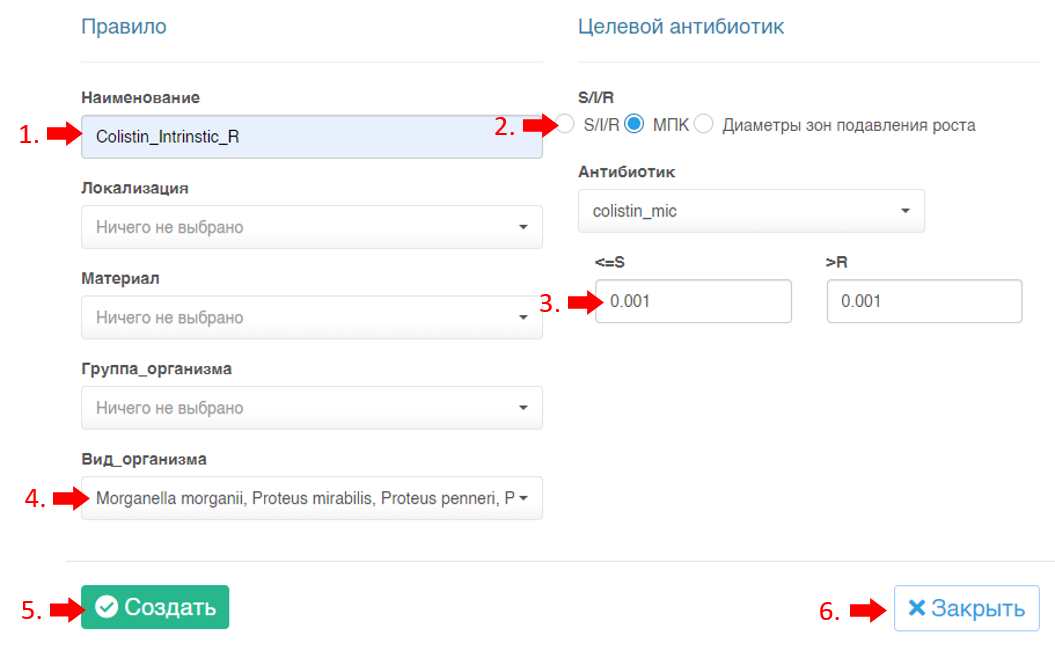 Правило
Наименование
1. Colistin_Intrinstic_R
Локализация
Ничего не выбрано
Материал
Ничего не выбрано
Группа_организма
Ничего не выбрано
Вид_организма
4. Morganella morganii, Proteus mirabilis, Proteus penneri, P
Целевой антибиотик
S/I/R
2. S/I/R МПК Диаметры зон подавления роста
Антибиотик
colistin_mic
<=S >R
3. 0.001 0.001
5. Создать
6. Закрыть